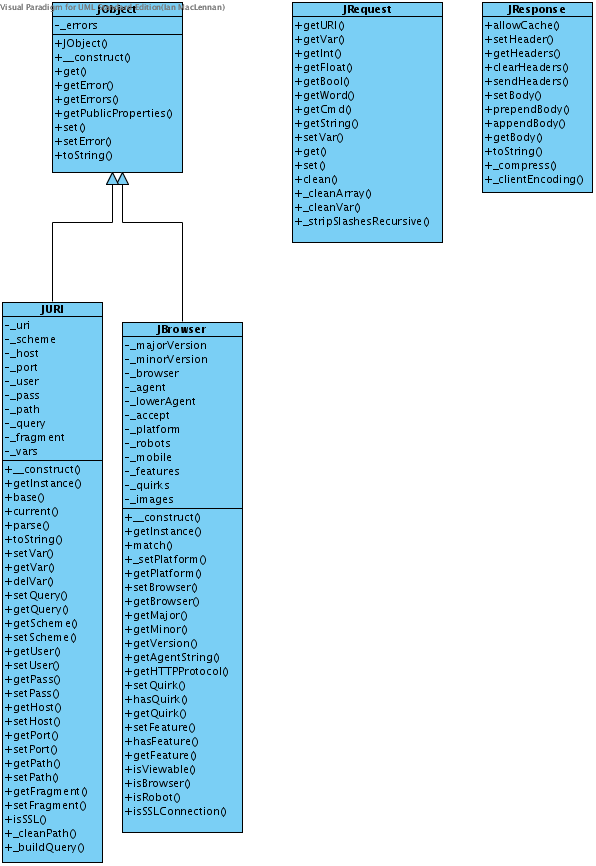 Visual Paradigm for UML Standard Edition(Ian MacLennan)
JObject
-_errors
+JObject()
+__construct()
+get()
+getError()
+getErrors()
+getPublicProperties()
+set()
+setError()
+toString()
JRequest
+getURI()
+getVar()
+getInt()
+getFloat()
+getBool()
+getWord()
+getCmd()
+getString()
+setVar()
+get()
+set()
+clean()
+_cleanArray()
+_cleanVar()
+_stripSlashesRecursive()
JResponse
+allowCache()
+setHeader()
+getHeaders()
+clearHeaders()
+sendHeaders()
+setBody()
+prependBody()
+appendBody()
+getBody()
+toString()
+_compress()
+_clientEncoding()
JURI
-_uri
-_scheme
-_host
-_port
-_user
-_pass
-_path
-_query
-_fragment
-_vars
+__construct()
+getInstance()
+base()
+current()
+parse()
+toString()
+setVar()
+getVar()
+delVar()
+setQuery()
+getQuery()
+getScheme()
+setScheme()
+getUser()
+setUser()
+getPass()
+setPass()
+getHost()
+setHost()
+getPort()
+setPort()
+getPath()
+setPath()
+getFragment()
+setFragment()
+isSSL()
+_cleanPath()
+_buildQuery()
JBrowser
-_majorVersion
-_minorVersion
-_browser
-_agent
-_lowerAgent
-_accept
-_platform
-_robots
-_mobile
-_features
-_quirks
-_images
+__construct()
+getInstance()
+match()
+_setPlatform()
+getPlatform()
+setBrowser()
+getBrowser()
+getMajor()
+getMinor()
+getVersion()
+getAgentString()
+getHTTPProtocol()
+setQuirk()
+hasQuirk()
+getQuirk()
+setFeature()
+hasFeature()
+getFeature()
+isViewable()
+isBrowser()
+isRobot()
+isSSLConnection()